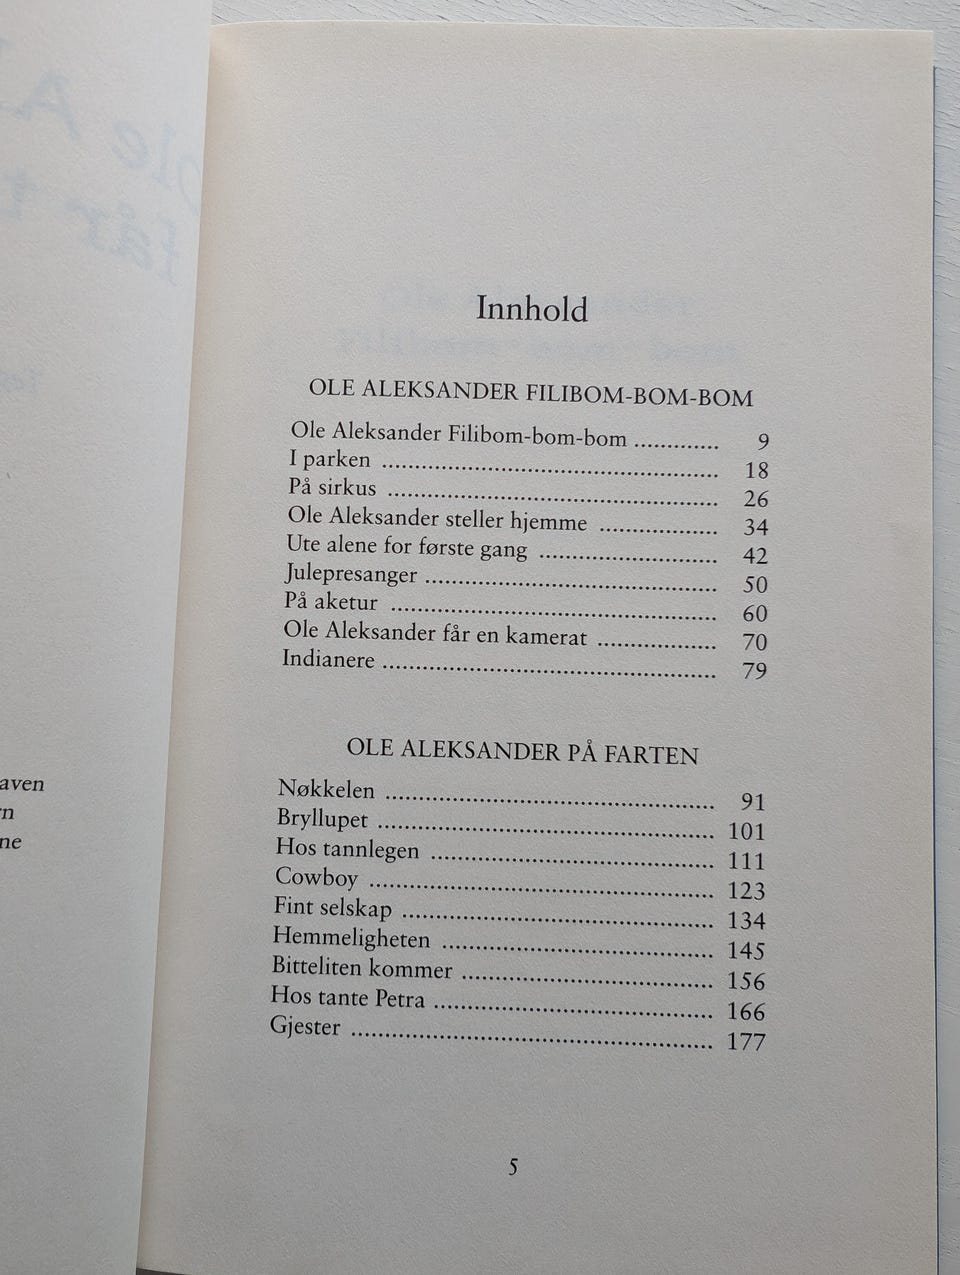 aven
ne
Innhold
OLE ALEKSANDER FILIBOM-BOM-BOM
Ole Aleksander Filibom-bom-bom ............. 9
I parken .................................................. 18
På sirkus ................................................. 26
Ole Aleksander steller hjemme .................. 34
Ute alene for første gang ........................... 42
Julepresanger ............................................ 50
På aketur ................................................. 60
Ole Aleksander får en kamerat .................. 70
Indianere .................................................. 79
OLE ALEKSANDER PÅ FARTEN
Nøkkelen ................................................. 91
Bryllupet .................................................. 101
Hos tannlegen .......................................... 111
Cowboy ................................................... 123
Fint selskap .............................................. 134
Hemmeligheten ........................................ 145
Bitteliten kommer ..................................... 156
Hos tante Petra ......................................... 166
Gjester ..................................................... 177
5